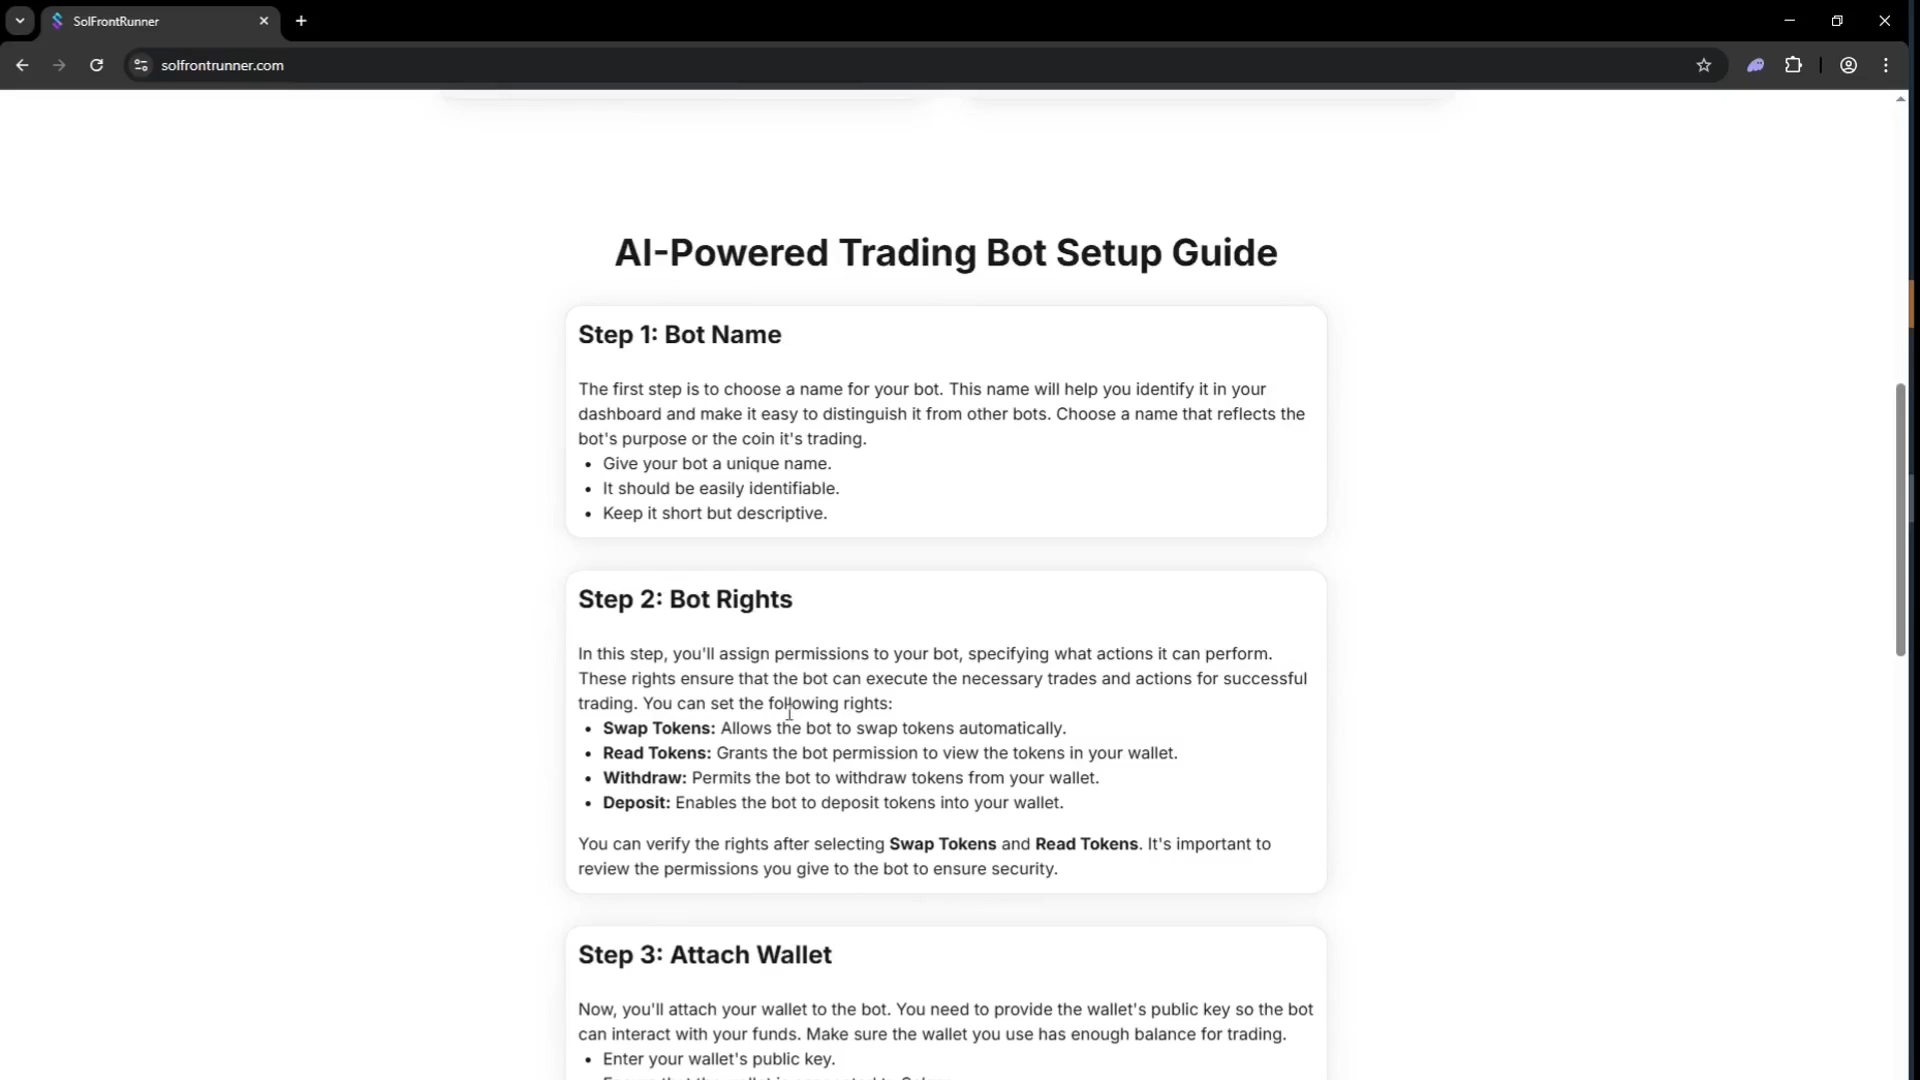 SolFrontRunner
solfrontrunner.com
AI-Powered Trading Bot Setup Guide
Step 1: Bot Name
The first step is to choose a name for your bot. This name will help you identify it in your
dashboard and make it easy to distinguish it from other bots. Choose a name that reflects the
bot's purpose or the coin it's trading.
• Give your bot a unique name.
• It should be easily identifiable.
• Keep it short but descriptive.
Step 2: Bot Rights
In this step, you'll assign permissions to your bot, specifying what actions it can perform.
These rights ensure that the bot can execute the necessary trades and actions for successful
trading. You can set the following rights:
• Swap Tokens: Allows the bot to swap tokens automatically.
• Read Tokens: Grants the bot permission to view the tokens in your wallet.
• Withdraw: Permits the bot to withdraw tokens from your wallet.
• Deposit: Enables the bot to deposit tokens into your wallet.
You can verify the rights after selecting Swap Tokens and Read Tokens. It's important to
review the permissions you give to the bot to ensure security.
Step 3: Attach Wallet
Now, you'll attach your wallet to the bot. You need to provide the wallet's public key so the bot
can interact with your funds. Make sure the wallet you use has enough balance for trading.
• Enter your wallet's public key.